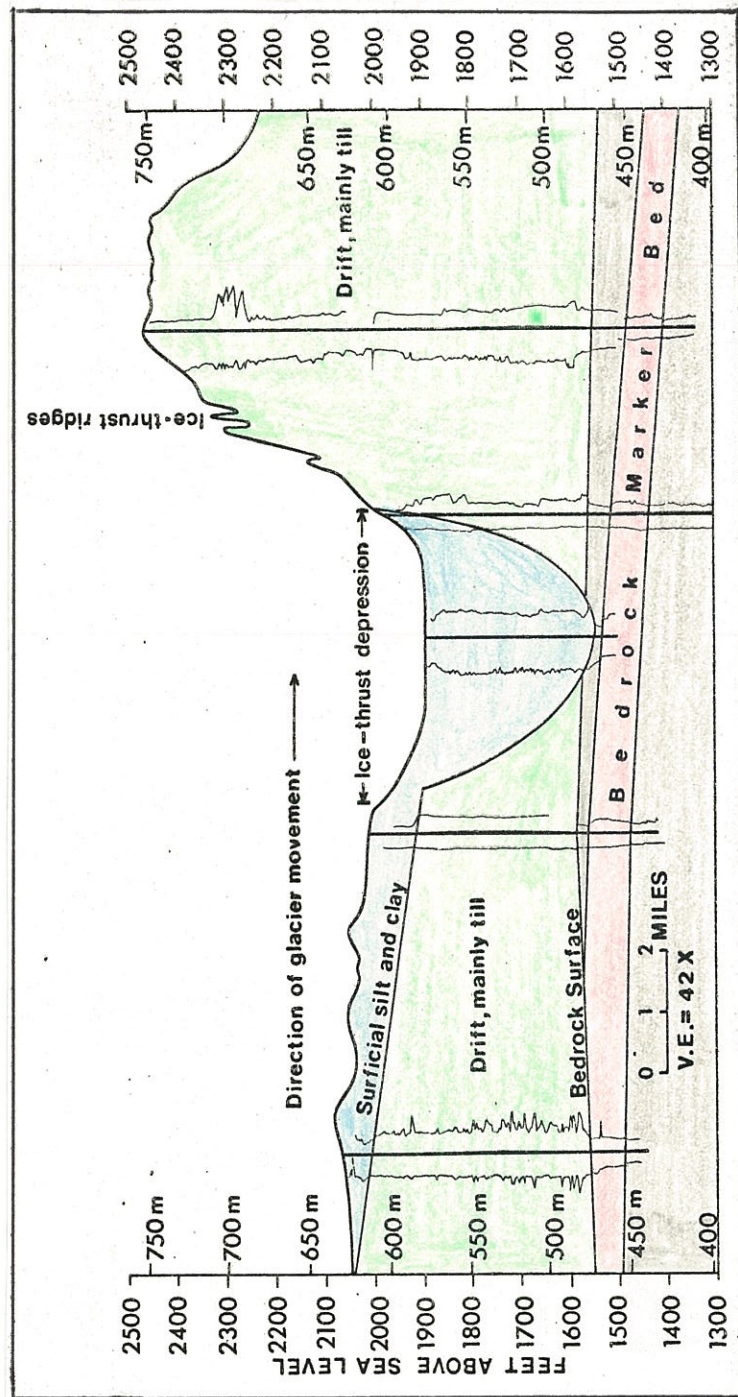 FEET ABOVE SEA LEVEL
2500
2400
2300
2200
2100
2000
1900
1800
1700
1600
1500
1400
1300
750 m
700 m
650 m
600 m
550 m
500 m
450 m
400
Direction of glacier movement
Ice-thrust depression
Ice-thrust ridges
Surficial silt and clay
Drift, mainly till
Drift, mainly till
Bedrock Surface
Bedrock Marker Bed
0 1 2 MILES
V.E.= 42 X
750m
650m
600m
550m
500m
450m
400m
2500
2400
2300
2200
2100
2000
1900
1800
1700
1600
1500
1400
1300